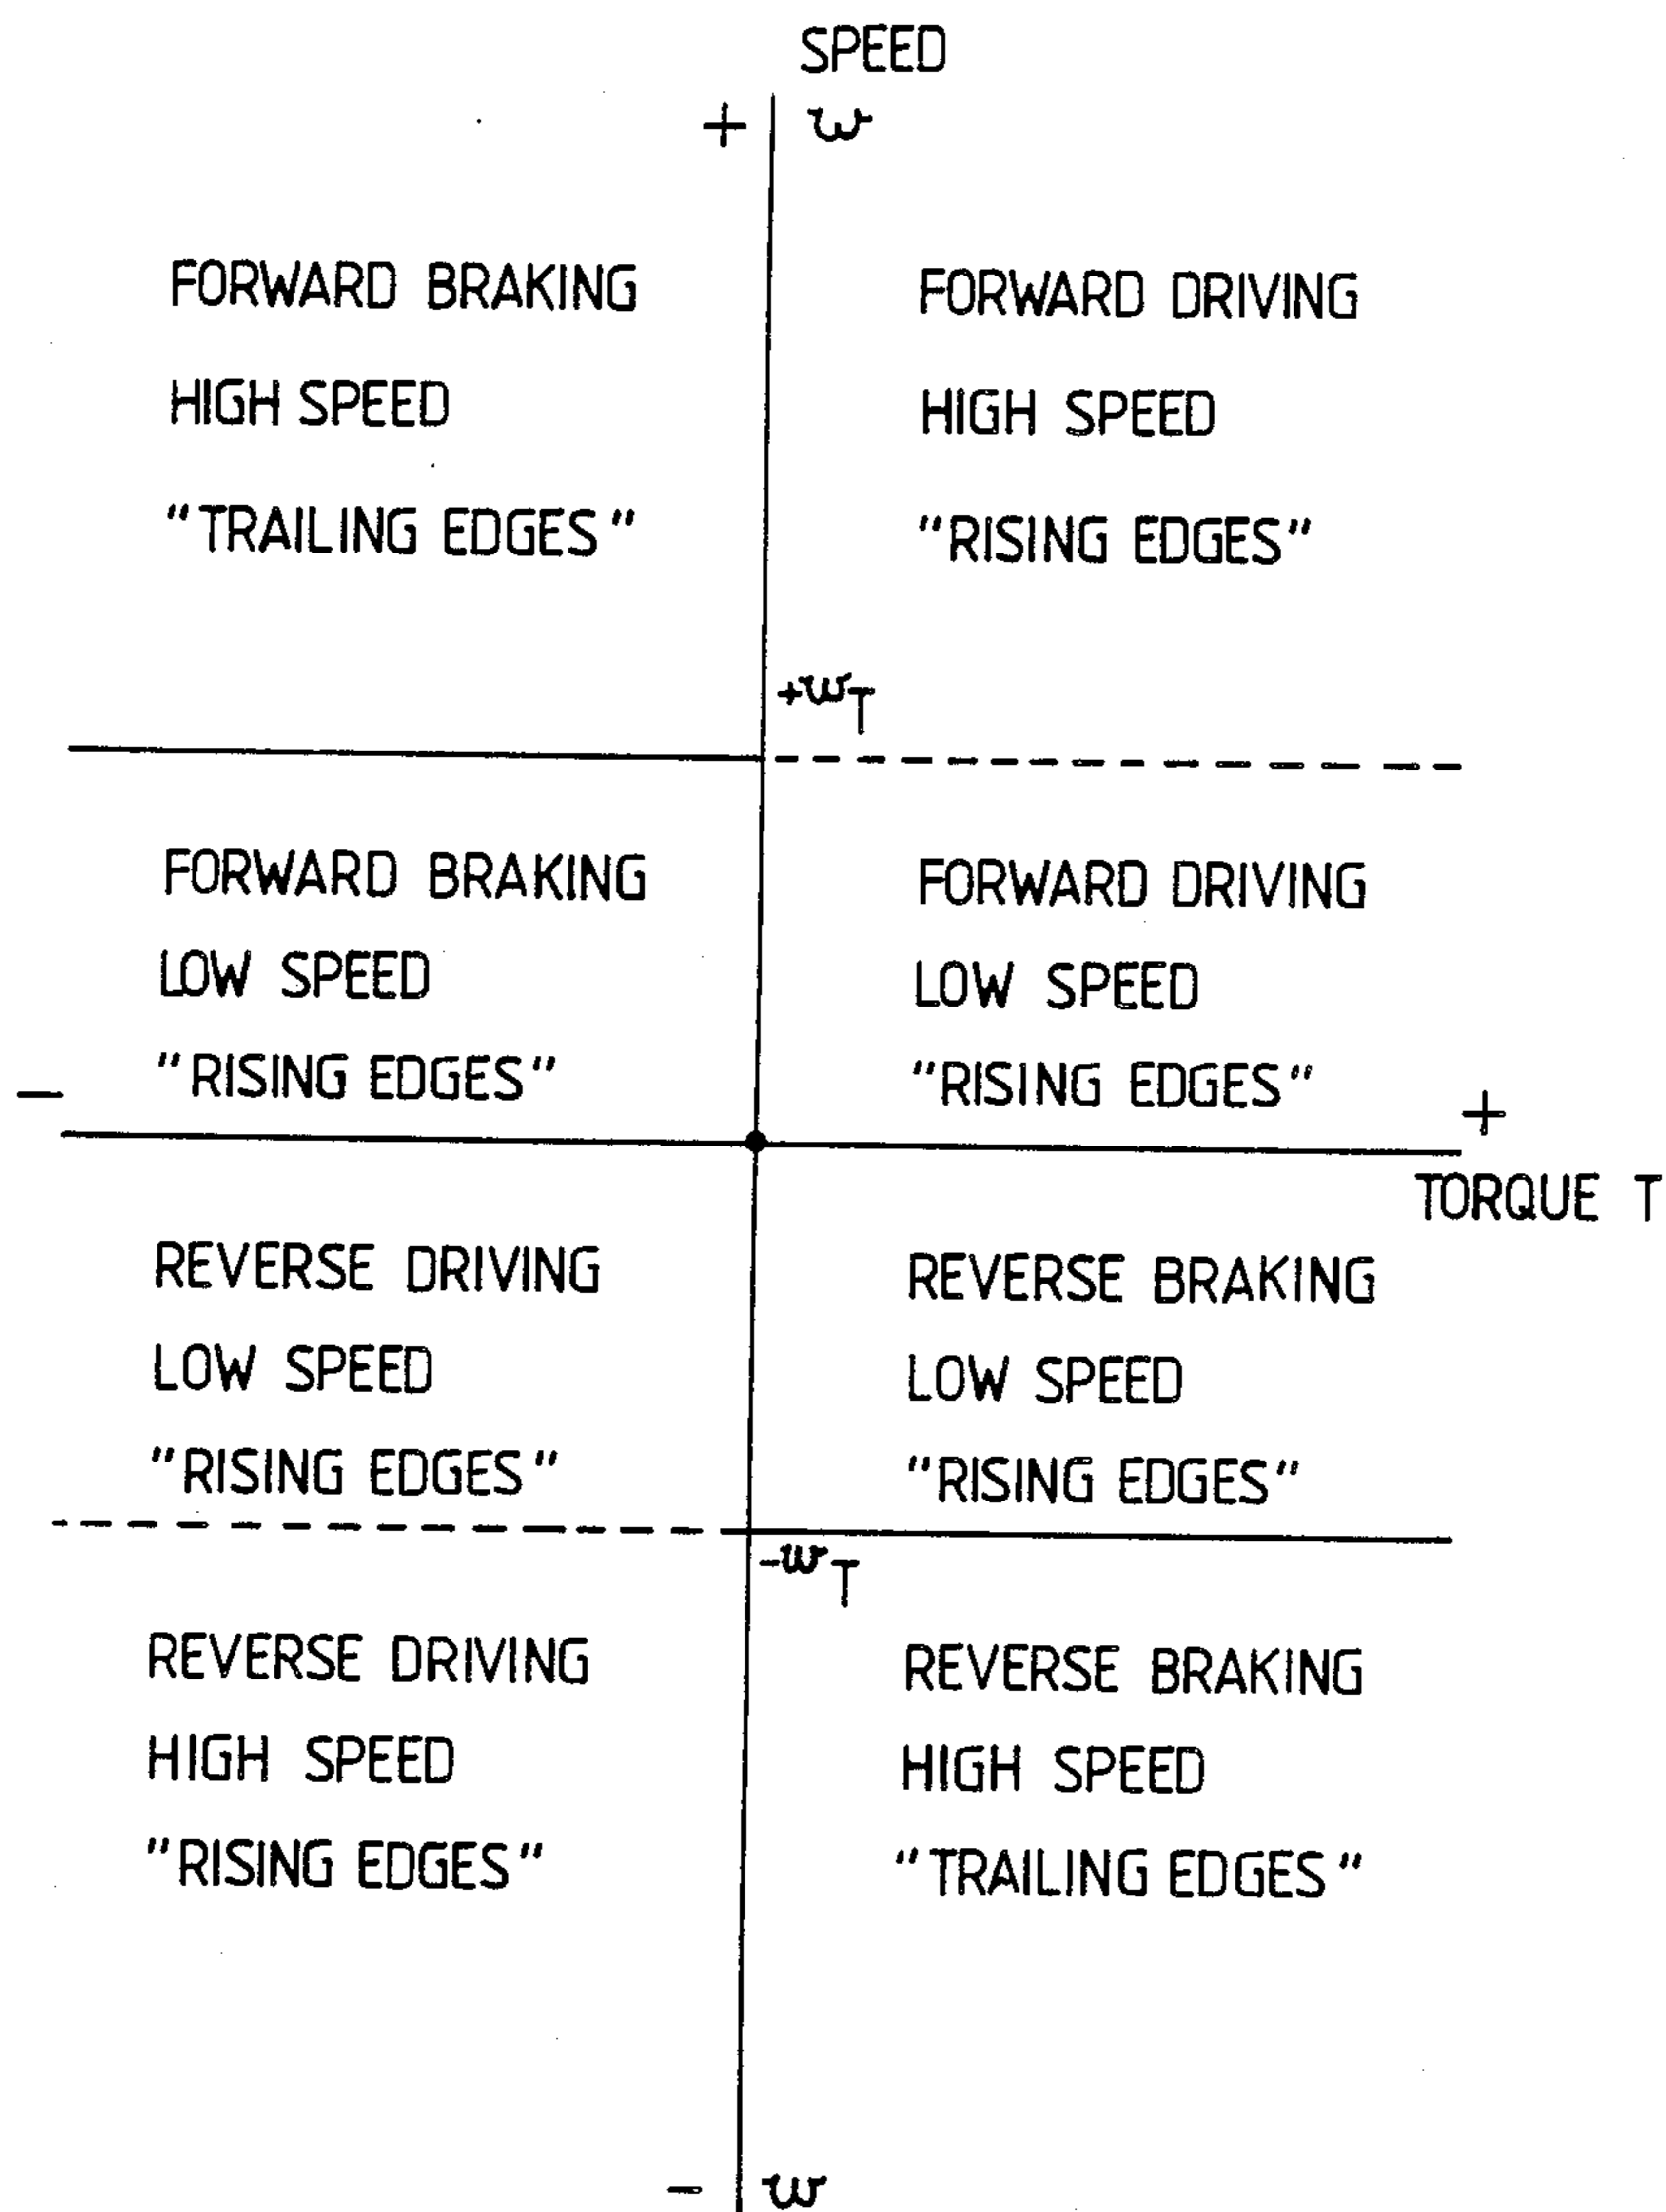 SPEED
+ ω
FORWARD BRAKING
HIGH SPEED
"TRAILING EDGES"
FORWARD DRIVING
HIGH SPEED
"RISING EDGES"
+ωT
FORWARD BRAKING
LOW SPEED
"RISING EDGES"
FORWARD DRIVING
LOW SPEED
"RISING EDGES"
−
+
TORQUE T
REVERSE DRIVING
LOW SPEED
"RISING EDGES"
REVERSE BRAKING
LOW SPEED
"RISING EDGES"
-ωT
REVERSE DRIVING
HIGH SPEED
"RISING EDGES"
REVERSE BRAKING
HIGH SPEED
"TRAILING EDGES"
- ω